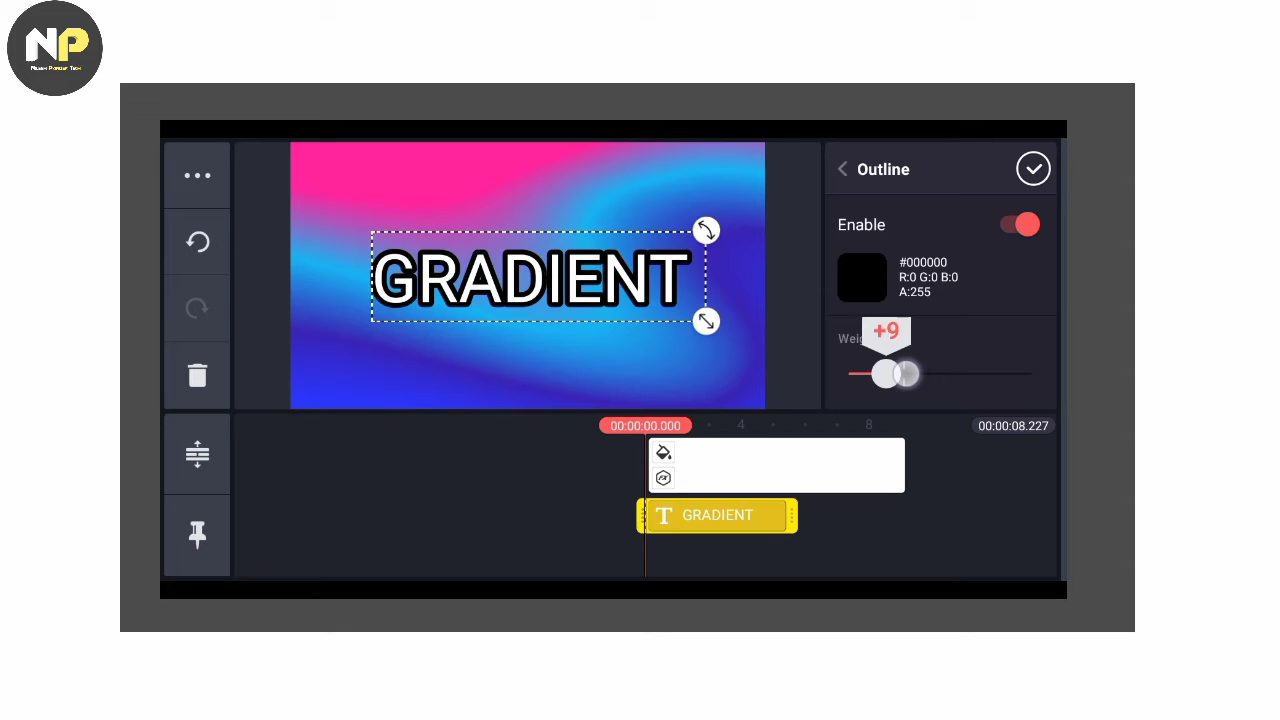 NP
Outline
Enable
#000000
R:0 G:0 B:0
A:255
+9
GRADIENT
00:00:00.000
4
8
00:00:08.227
T GRADIENT